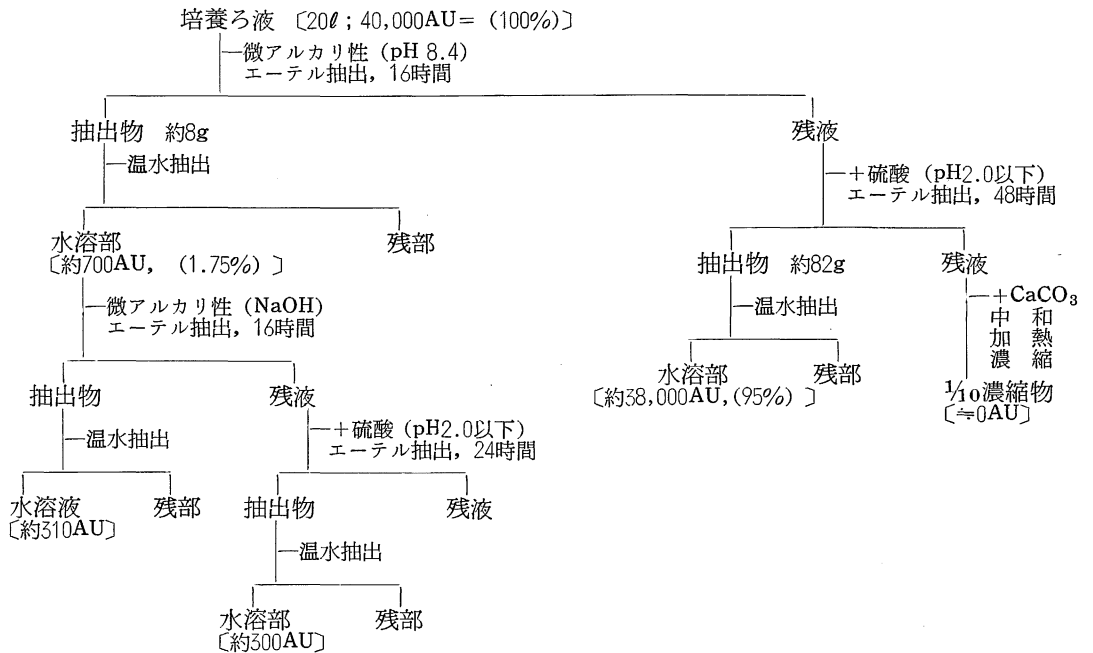 培養ろ液 〔20ℓ ; 40,000AU= (100%)〕
微アルカリ性 (pH 8.4)
エーテル抽出, 16時間
抽出物 約8g
温水抽出
水溶部
〔約700AU, (1.75%) 〕
残部
微アルカリ性 (NaOH)
エーテル抽出, 16時間
抽出物
温水抽出
水溶液
〔約310AU〕
残部
残液
+硫酸 (pH2.0以下)
エーテル抽出, 24時間
抽出物
温水抽出
水溶部
〔約300AU〕
残部
残液
残液
+硫酸 (pH2.0以下)
エーテル抽出, 48時間
抽出物 約82g
温水抽出
水溶部
〔約38,000AU,(95%) 〕
残部
残液
+CaCO₃
中 和
加 熱
濃 縮
1/10濃縮物
〔≒0AU〕